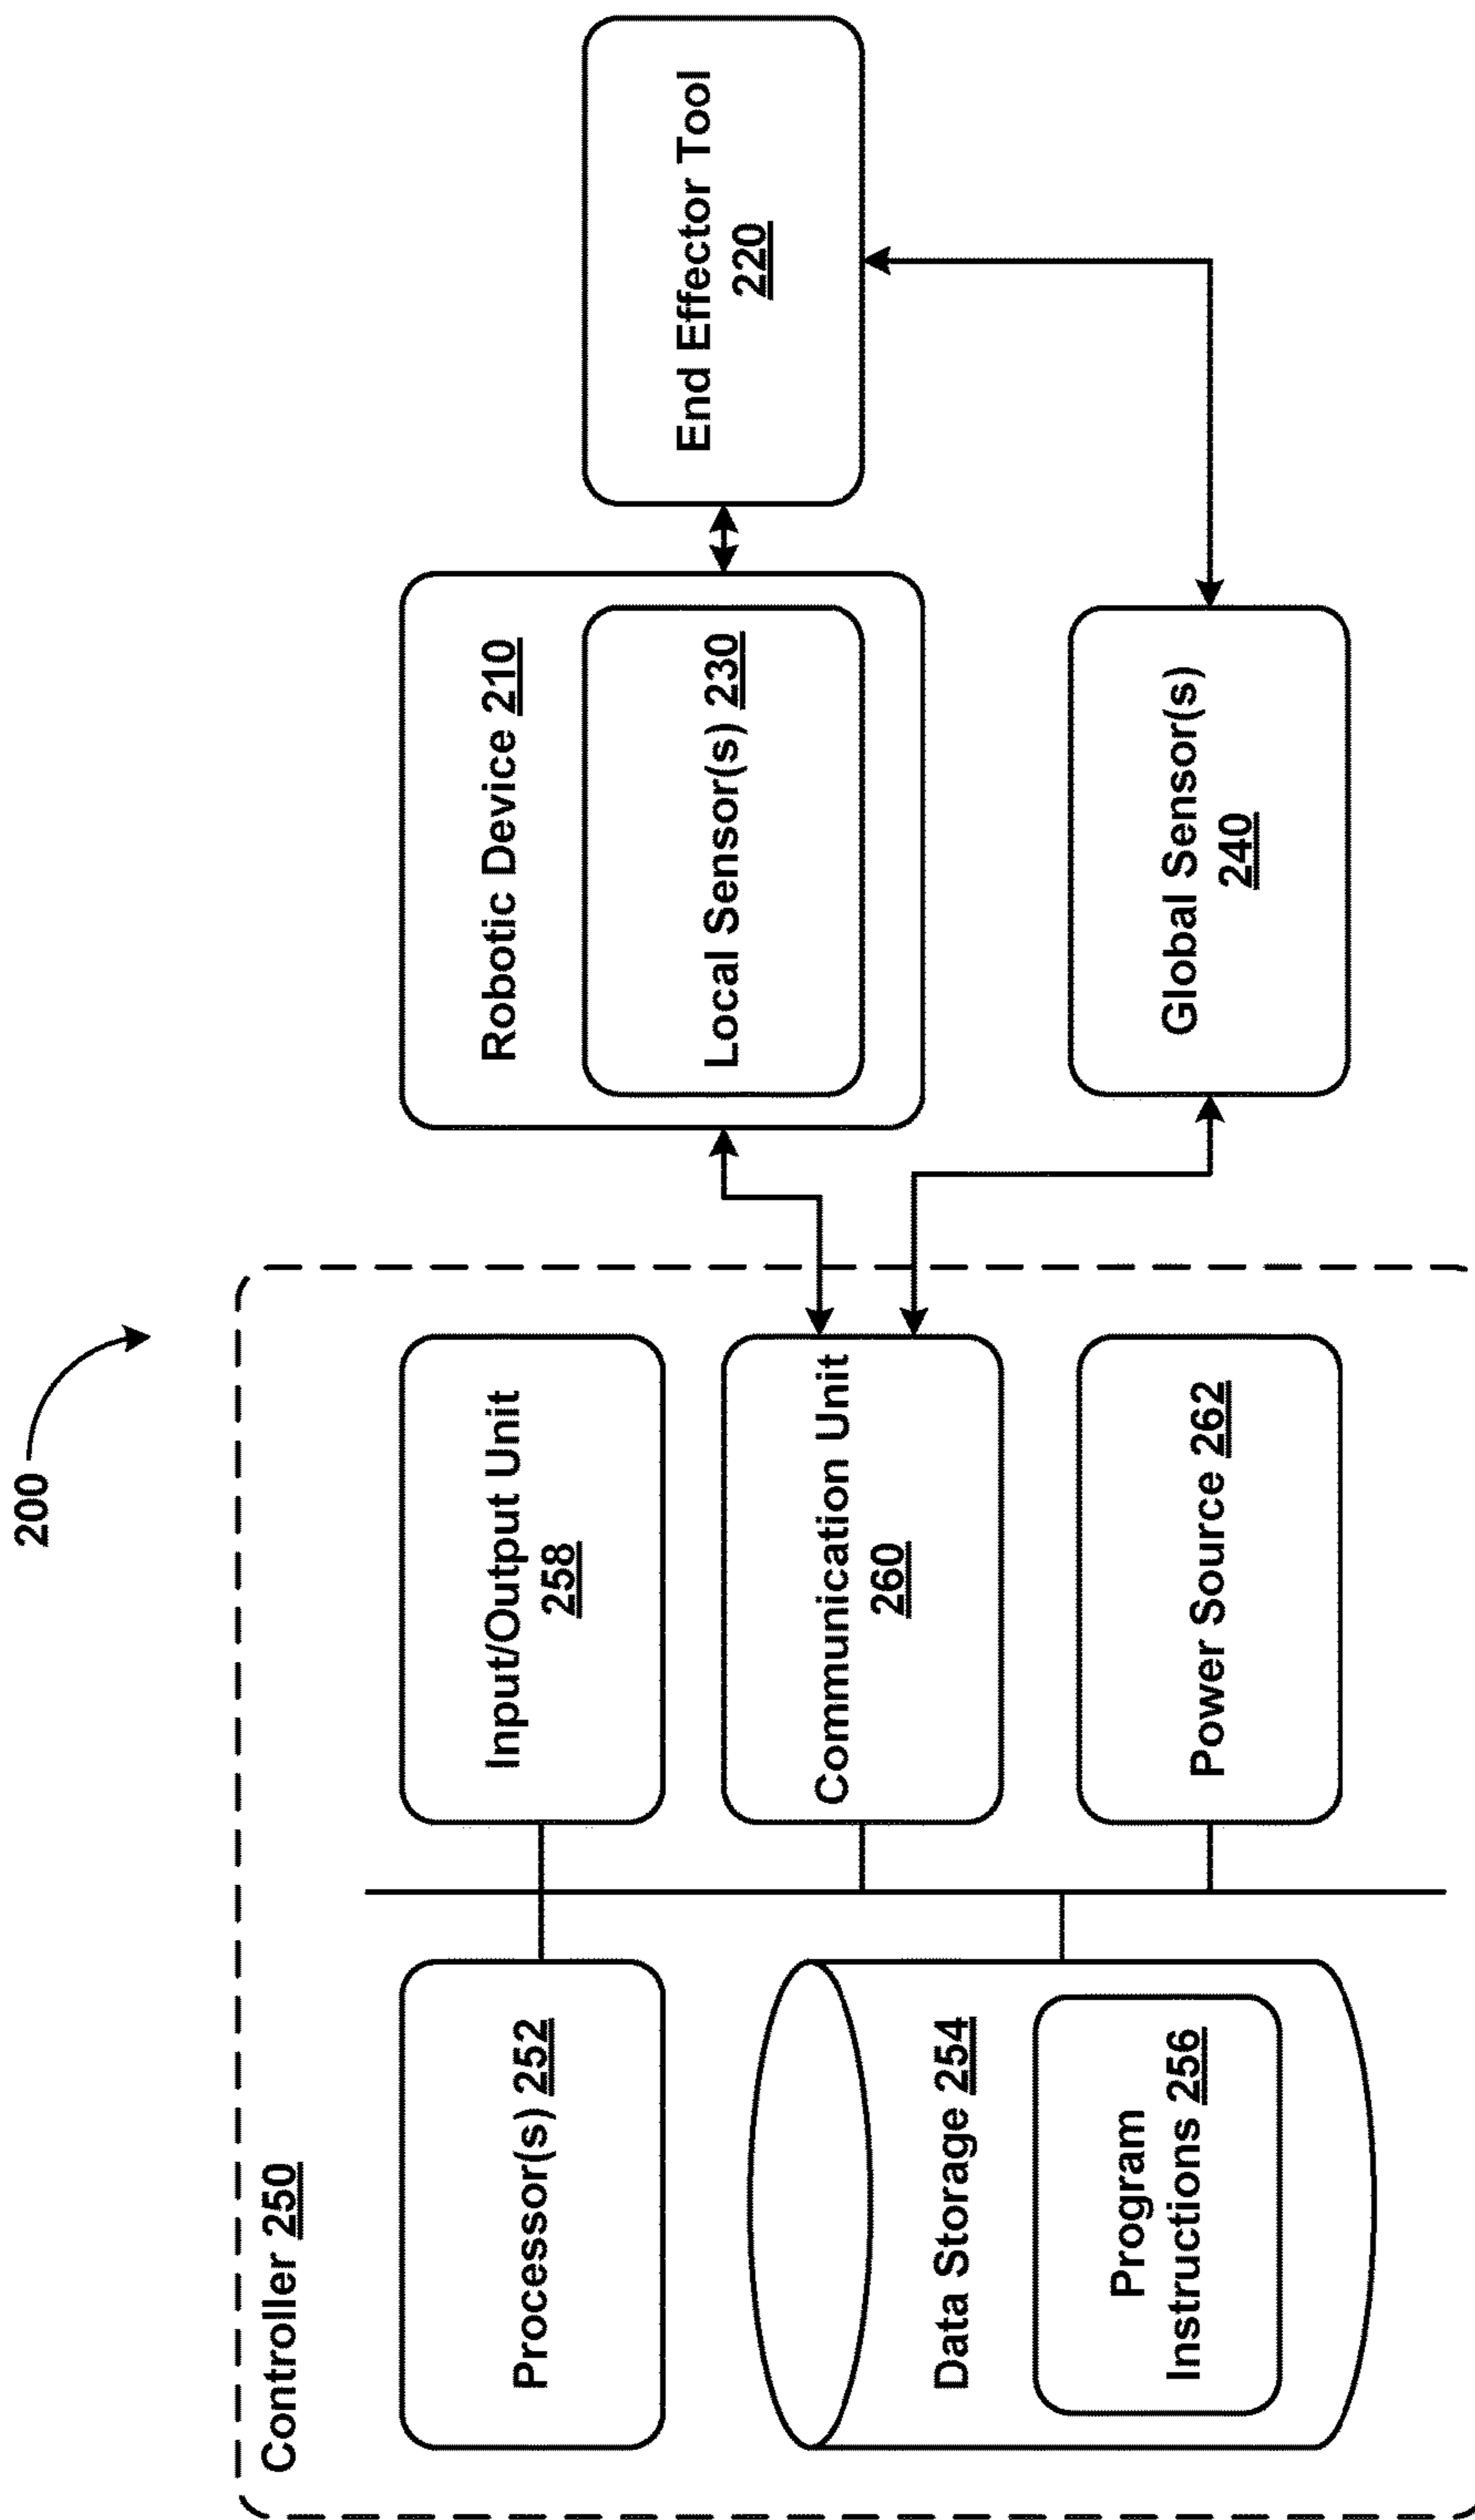 200
Controller 250
Processor(s) 252
Data Storage 254
Program
Instructions 256
Input/Output Unit
258
Communication Unit
260
Power Source 262
Robotic Device 210
Local Sensor(s) 230
Global Sensor(s)
240
End Effector Tool
220